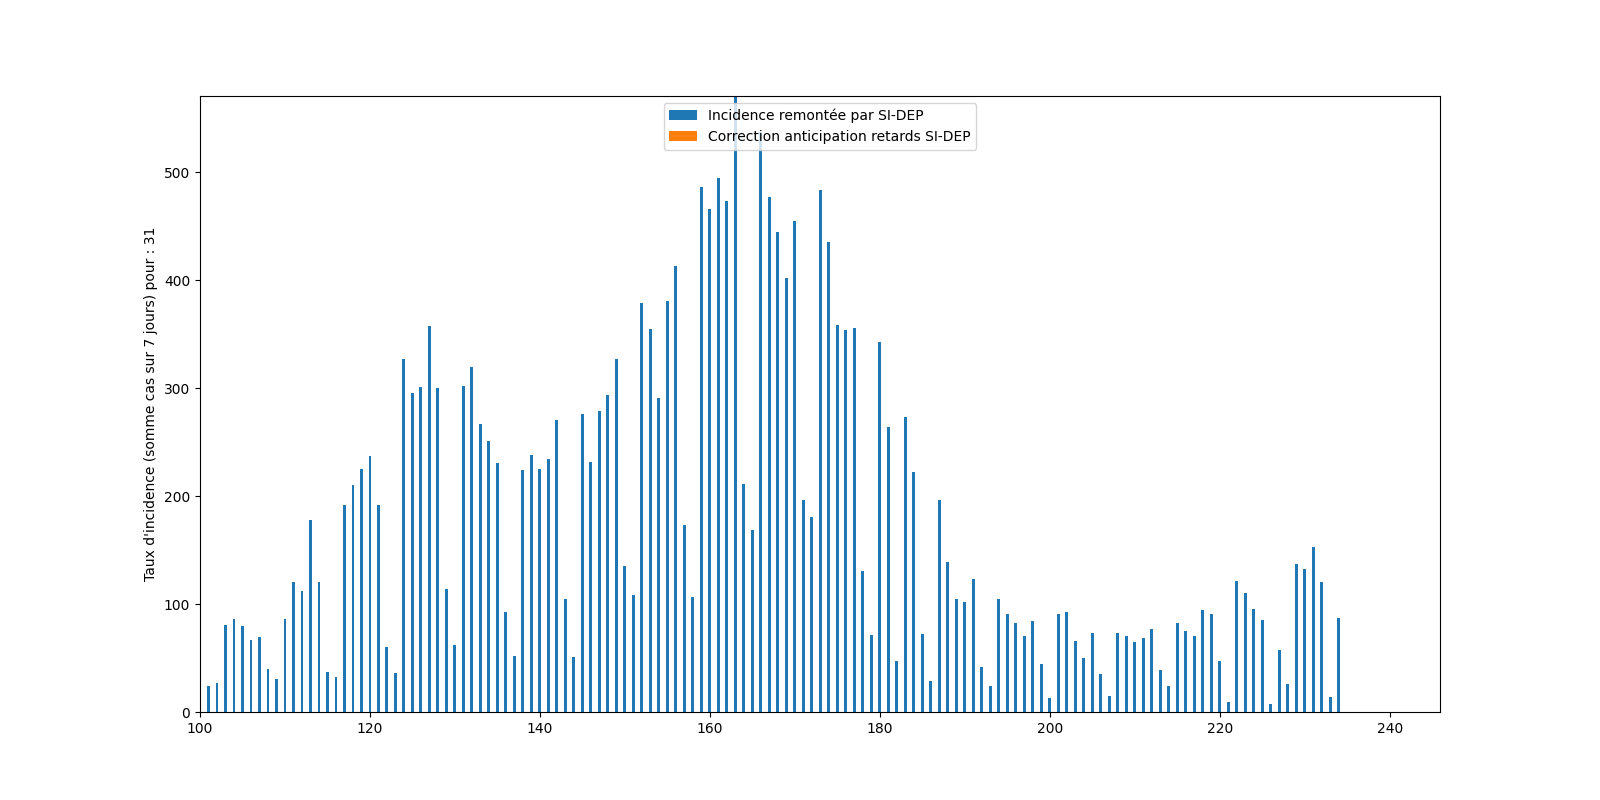 Incidence remontée par SI-DEP
Correction anticipation retards SI-DEP
Taux d'incidence (somme cas sur 7 jours) pour : 31
500
400
300
200
100
0
100 120 140 160 180 200 220 240